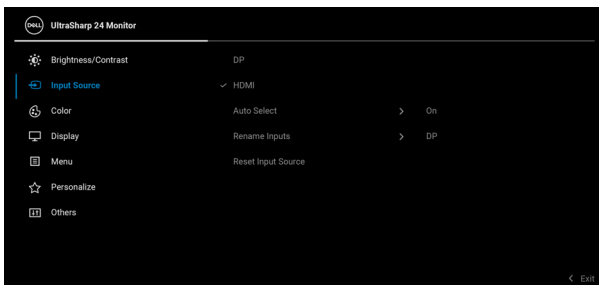 DELL UltraSharp 24 Monitor
Brightness/Contrast DP
Input Source ✓ HDMI
Color Auto Select > On
Display Rename Inputs > DP
Menu Reset Input Source
Personalize
Others
< Exit